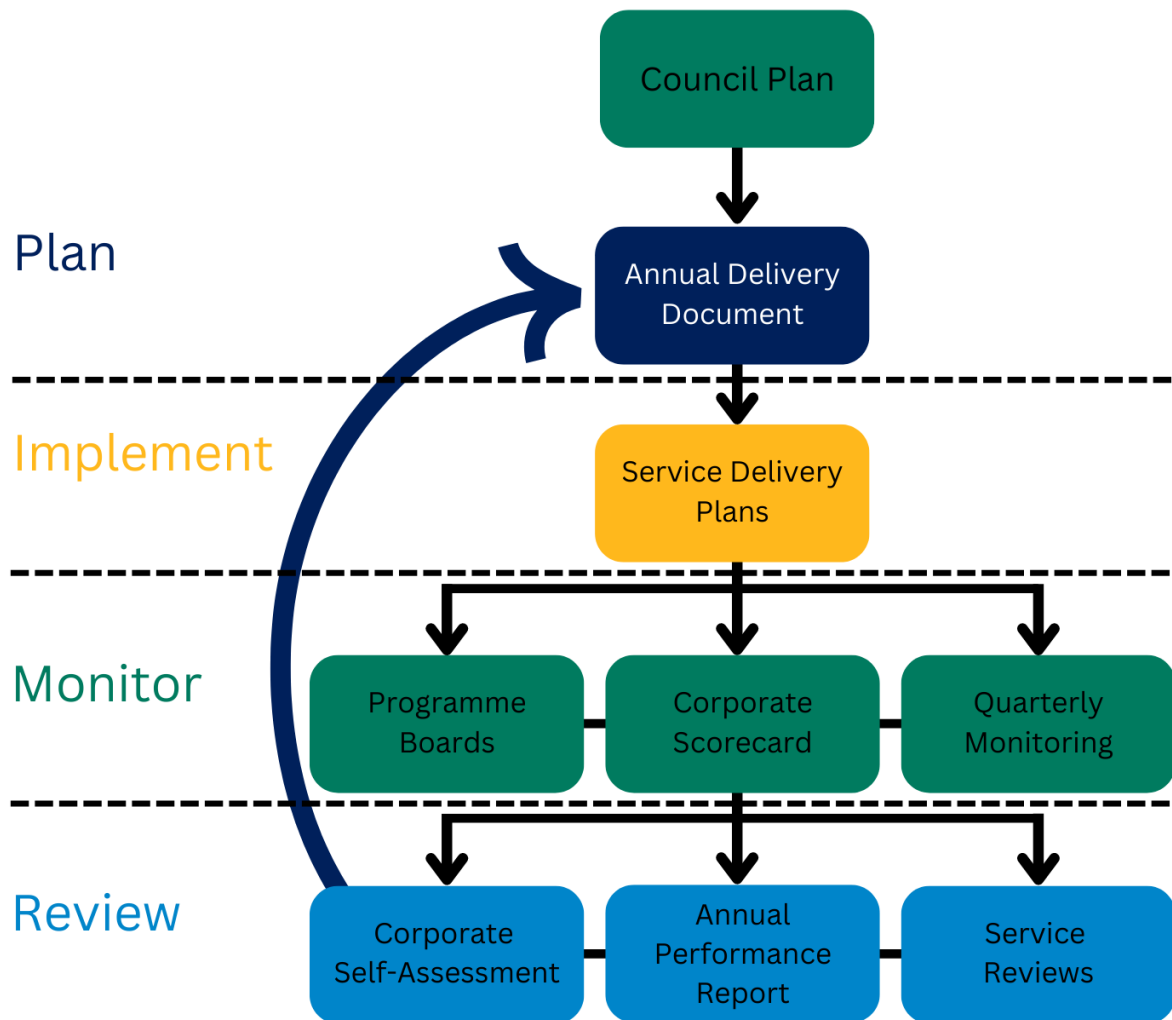 Council Plan
Plan
Annual Delivery
Document
Implement
Service Delivery
Plans
Monitor
Programme
Boards
Corporate
Scorecard
Quarterly
Monitoring
Review
Corporate
Self-Assessment
Annual
Performance
Report
Service
Reviews